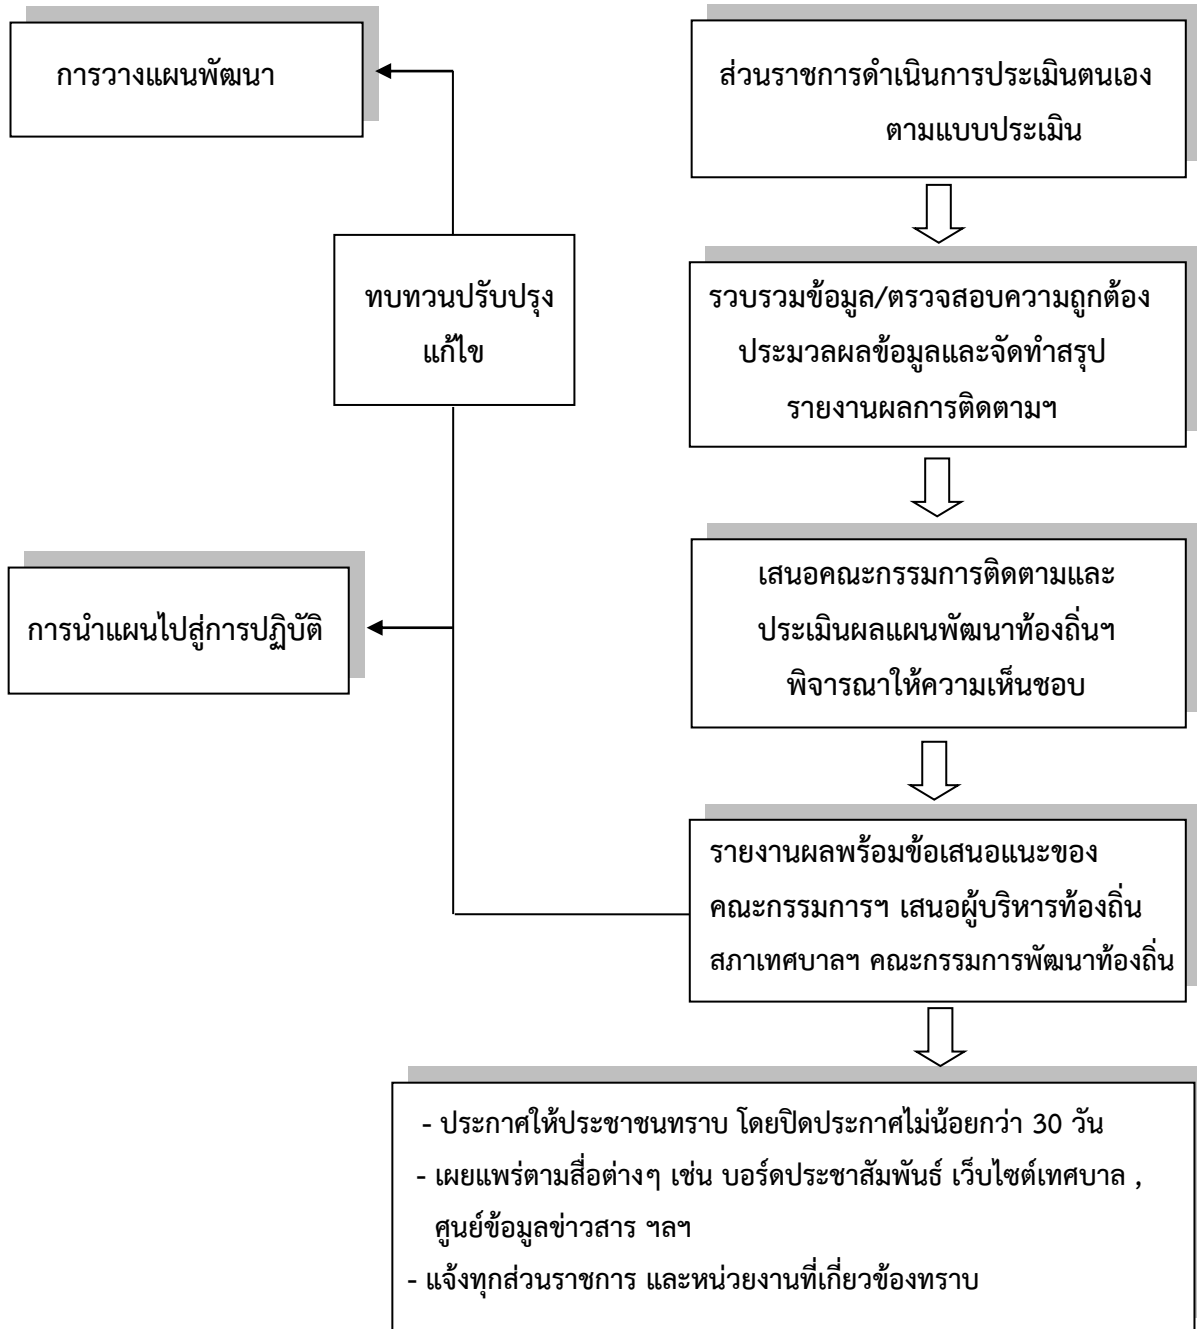 การวางแผนพัฒนา
ส่วนราชการดำเนินการประเมินตนเอง
ตามแบบประเมิน
ทบทวนปรับปรุง
แก้ไข
รวบรวมข้อมูล/ตรวจสอบความถูกต้อง
ประมวลผลข้อมูลและจัดทำสรุป
รายงานผลการติดตามฯ
การนำแผนไปสู่การปฏิบัติ
เสนอคณะกรรมการติดตามและ
ประเมินผลแผนพัฒนาท้องถิ่นฯ
พิจารณาให้ความเห็นชอบ
รายงานผลพร้อมข้อเสนอแนะของ
คณะกรรมการฯ เสนอผู้บริหารท้องถิ่น
สภาเทศบาลฯ คณะกรรมการพัฒนาท้องถิ่น
- ประกาศให้ประชาชนทราบ โดยปิดประกาศไม่น้อยกว่า 30 วัน
- เผยแพร่ตามสื่อต่างๆ เช่น บอร์ดประชาสัมพันธ์ เว็บไซต์เทศบาล ,
ศูนย์ข้อมูลข่าวสาร ฯลฯ
- แจ้งทุกส่วนราชการ และหน่วยงานที่เกี่ยวข้องทราบ